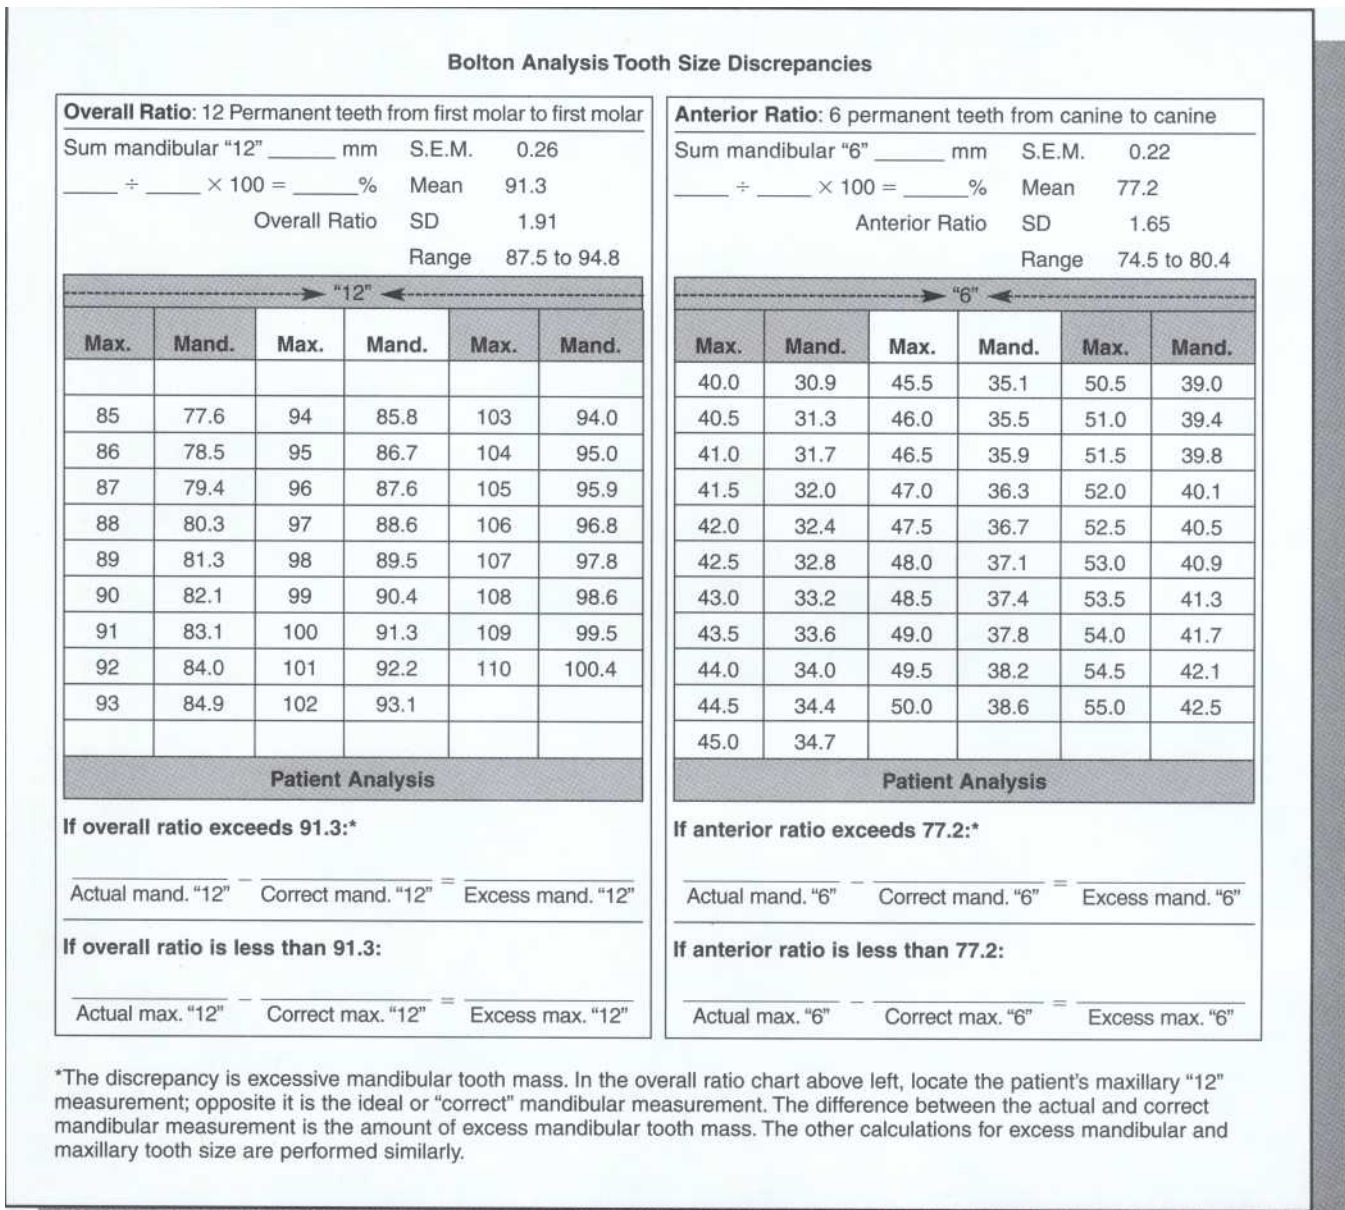 Bolton Analysis Tooth Size Discrepancies
Overall Ratio: 12 Permanent teeth from first molar to first molar
Sum mandibular “12” ______ mm S.E.M. 0.26
____ ÷ ____ × 100 = _____% Mean 91.3
Overall Ratio SD 1.91
Range 87.5 to 94.8
“12”
Max. Mand. Max. Mand. Max. Mand.
85 77.6 94 85.8 103 94.0
86 78.5 95 86.7 104 95.0
87 79.4 96 87.6 105 95.9
88 80.3 97 88.6 106 96.8
89 81.3 98 89.5 107 97.8
90 82.1 99 90.4 108 98.6
91 83.1 100 91.3 109 99.5
92 84.0 101 92.2 110 100.4
93 84.9 102 93.1
Patient Analysis
If overall ratio exceeds 91.3:*
– =
Actual mand. “12” Correct mand. “12” Excess mand. “12”
If overall ratio is less than 91.3:
– =
Actual max. “12” Correct max. “12” Excess max. “12”
Anterior Ratio: 6 permanent teeth from canine to canine
Sum mandibular “6” ______ mm S.E.M. 0.22
____ ÷ ____ × 100 = _____% Mean 77.2
Anterior Ratio SD 1.65
Range 74.5 to 80.4
“6”
Max. Mand. Max. Mand. Max. Mand.
40.0 30.9 45.5 35.1 50.5 39.0
40.5 31.3 46.0 35.5 51.0 39.4
41.0 31.7 46.5 35.9 51.5 39.8
41.5 32.0 47.0 36.3 52.0 40.1
42.0 32.4 47.5 36.7 52.5 40.5
42.5 32.8 48.0 37.1 53.0 40.9
43.0 33.2 48.5 37.4 53.5 41.3
43.5 33.6 49.0 37.8 54.0 41.7
44.0 34.0 49.5 38.2 54.5 42.1
44.5 34.4 50.0 38.6 55.0 42.5
45.0 34.7
Patient Analysis
If anterior ratio exceeds 77.2:*
– =
Actual mand. “6” Correct mand. “6” Excess mand. “6”
If anterior ratio is less than 77.2:
– =
Actual max. “6” Correct max. “6” Excess max. “6”
*The discrepancy is excessive mandibular tooth mass. In the overall ratio chart above left, locate the patient’s maxillary “12”
measurement; opposite it is the ideal or “correct” mandibular measurement. The difference between the actual and correct
mandibular measurement is the amount of excess mandibular tooth mass. The other calculations for excess mandibular and
maxillary tooth size are performed similarly.